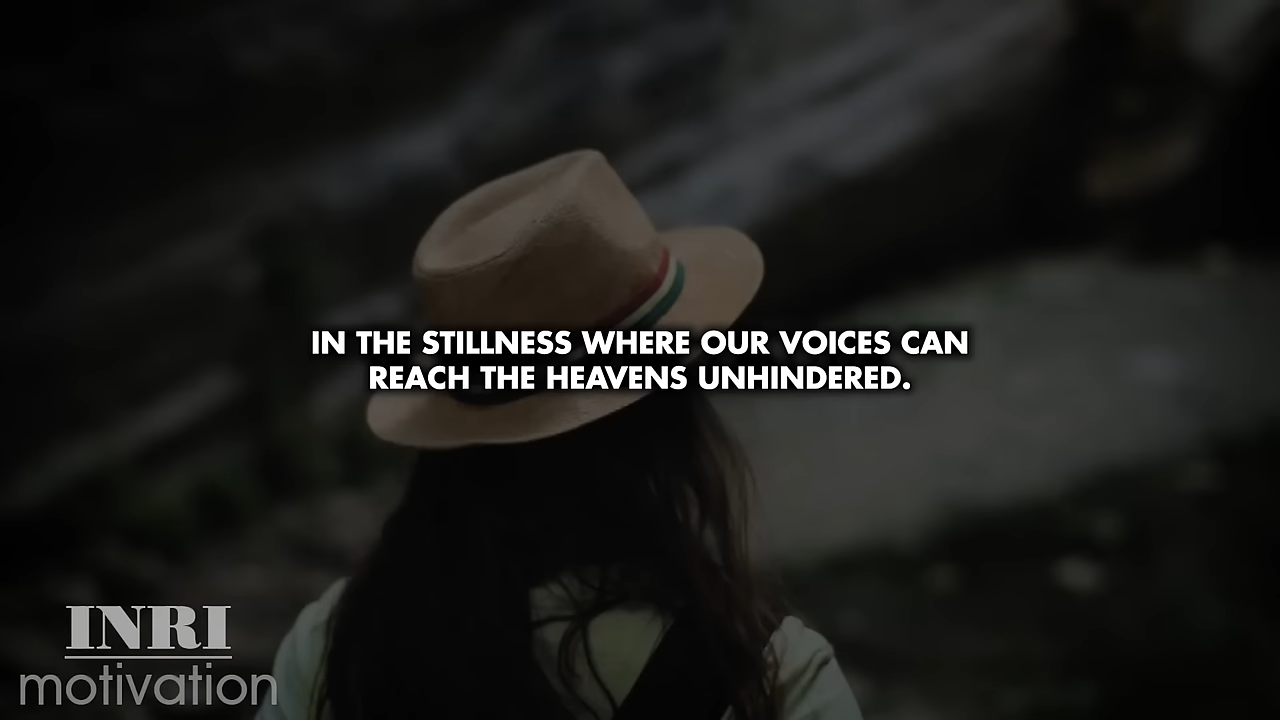 IN THE STILLNESS WHERE OUR VOICES CAN
REACH THE HEAVENS UNHINDERED.
INRI
motivation